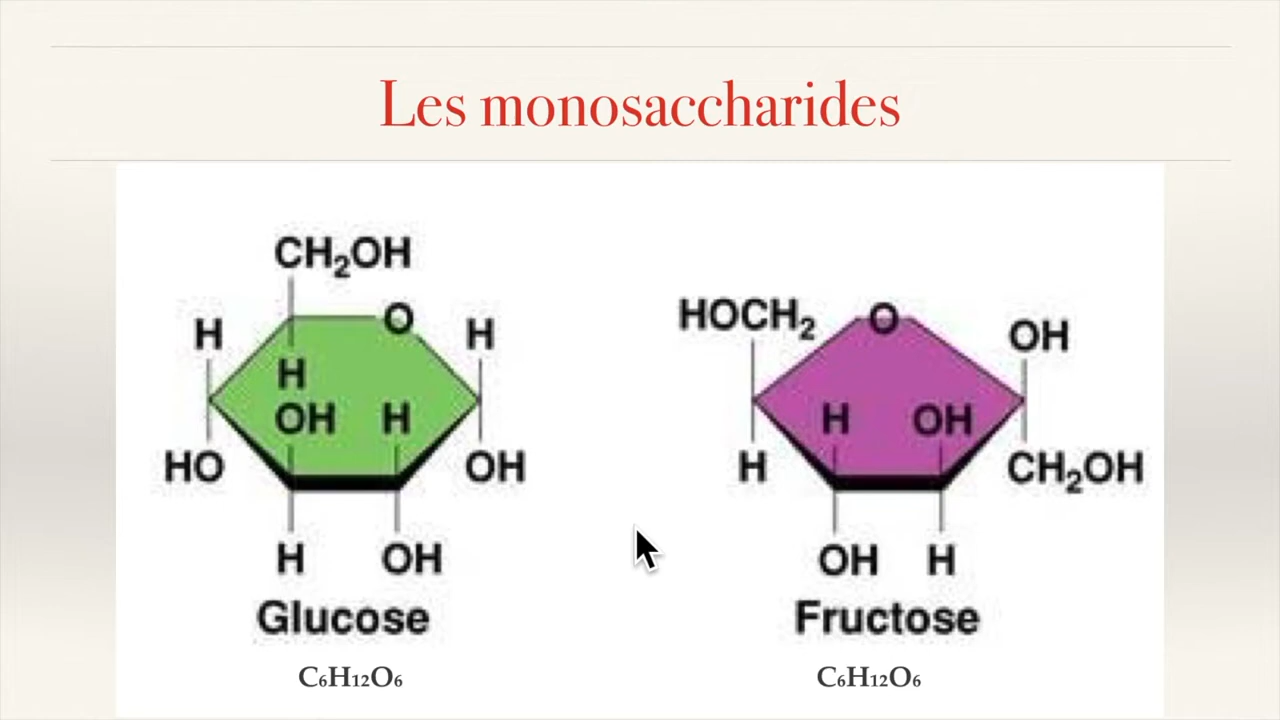 Les monosaccharides
CH₂OH
H
O
H
H
OH
H
HO
OH
H
OH
Glucose
C₆H₁₂O₆
HOCH₂
O
OH
H
OH
H
CH₂OH
OH
H
Fructose
C₆H₁₂O₆